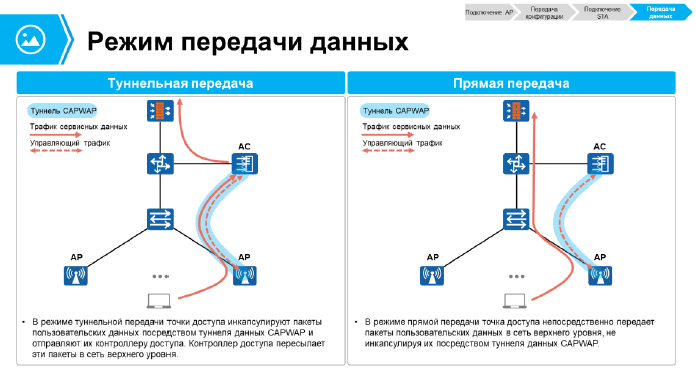 Подключение AP
Передача
конфигурации
Подключение
STA
Передача
данных
Режим передачи данных
Туннельная передача
Туннель CAPWAP
Трафик сервисных данных
Управляющий трафик
AC
AP
AP
...
• В режиме туннельной передачи точки доступа инкапсулируют пакеты
пользовательских данных посредством туннеля данных CAPWAP и
отправляют их контроллеру доступа. Контроллер доступа пересылает
эти пакеты в сеть верхнего уровня.
Прямая передача
Туннель CAPWAP
Трафик сервисных данных
Управляющий трафик
AC
AP
AP
...
• В режиме прямой передачи точка доступа непосредственно передает
пакеты пользовательских данных в сеть верхнего уровня, не
инкапсулируя их посредством туннеля данных CAPWAP.